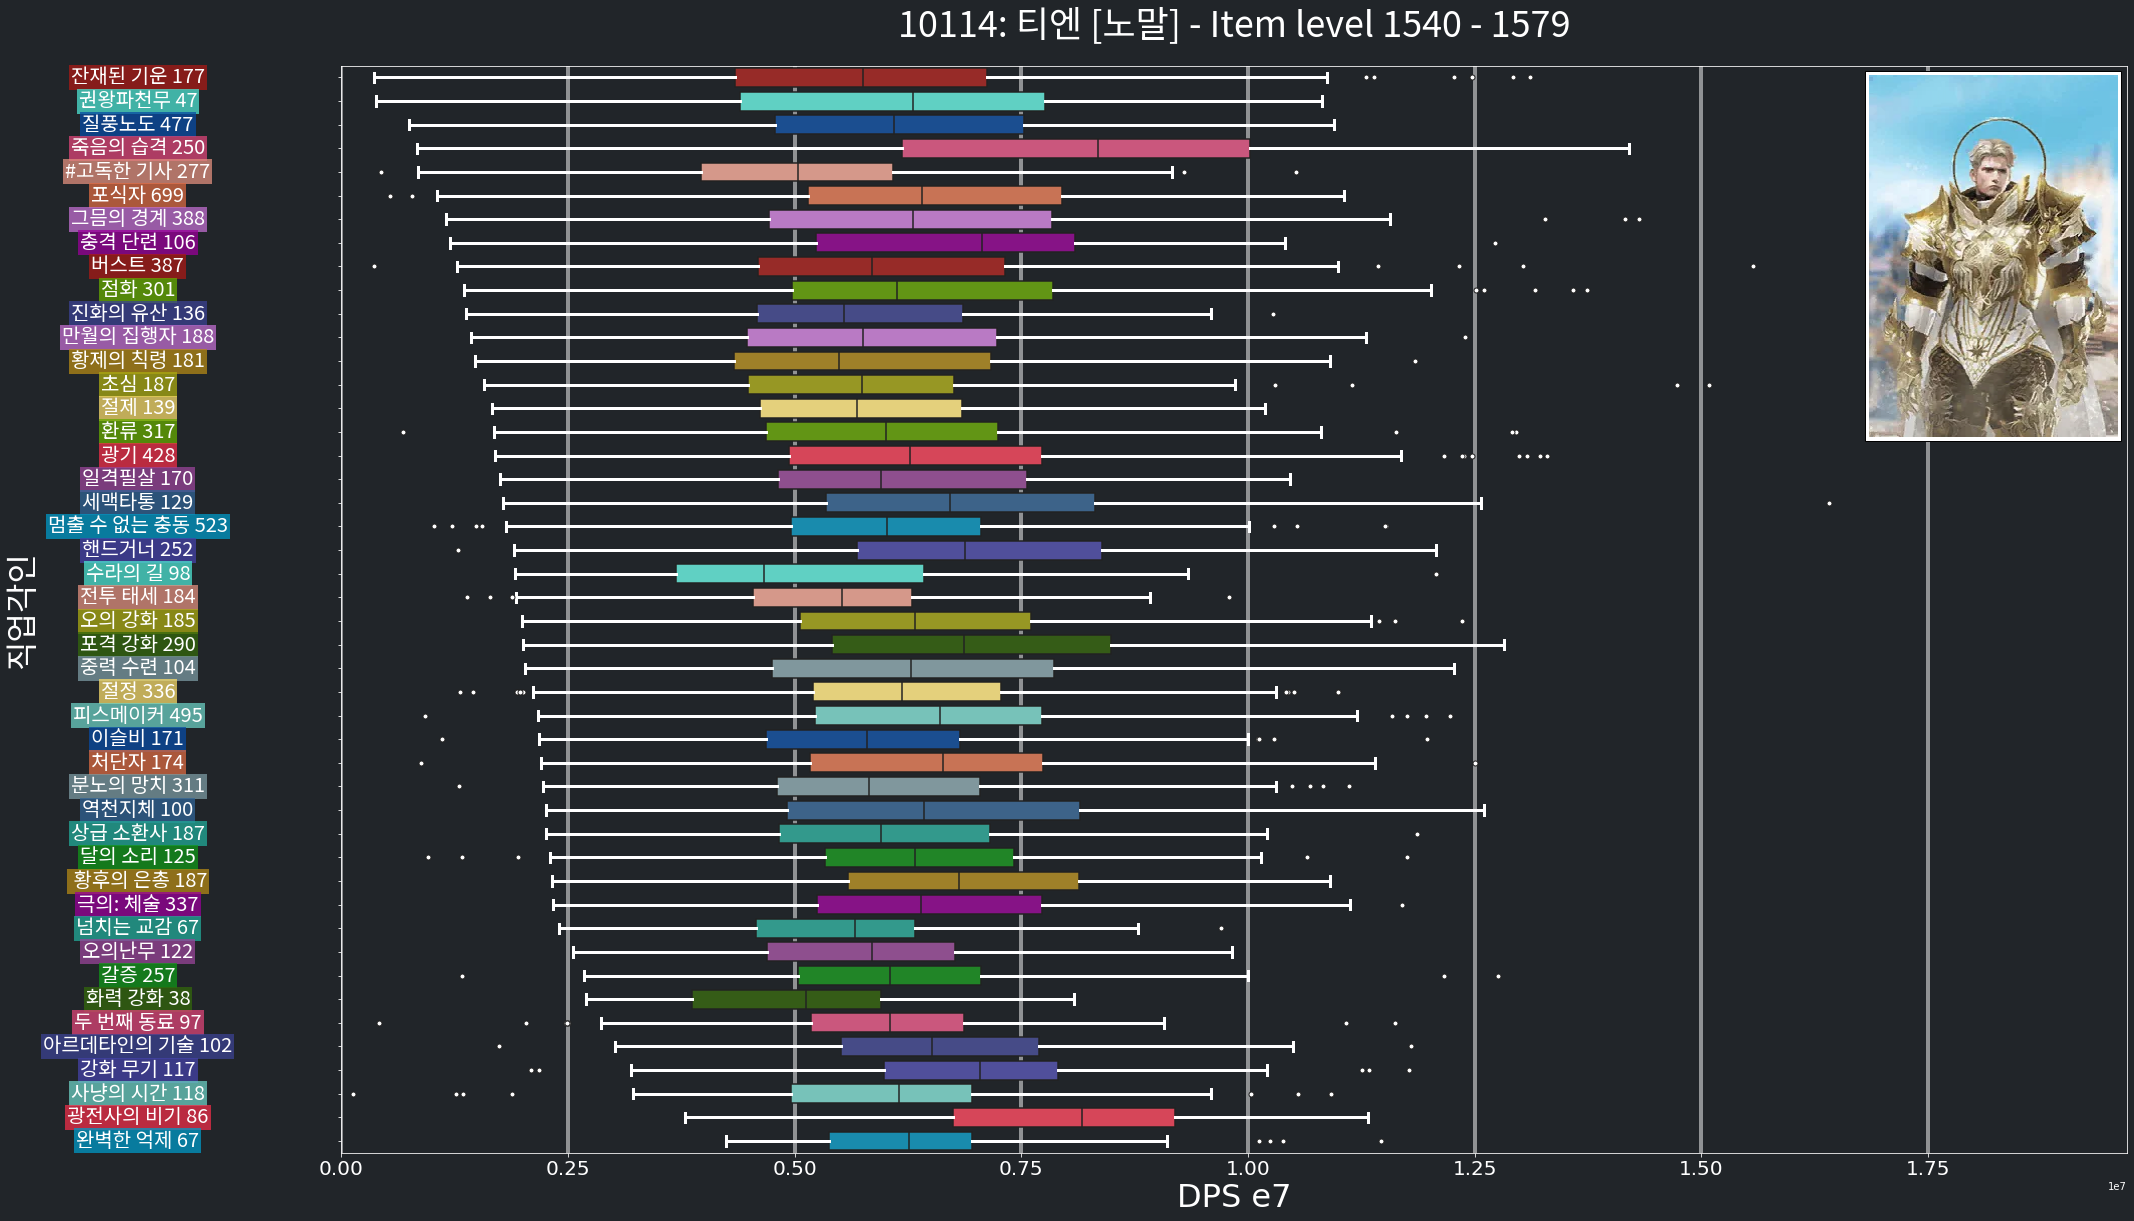 10114: 티엔 [노말] - Item level 1540 - 1579
잔재된 기운 177
권왕파천무 47
질풍노도 477
죽음의 습격 250
#고독한 기사 277
포식자 699
그믐의 경계 388
충격 단련 106
버스트 387
점화 301
진화의 유산 136
만월의 집행자 188
황제의 칙령 181
초심 187
절제 139
환류 317
광기 428
일격필살 170
세맥타통 129
멈출 수 없는 충동 523
핸드거너 252
수라의 길 98
전투 태세 184
오의 강화 185
포격 강화 290
중력 수련 104
절정 336
피스메이커 495
이슬비 171
처단자 174
분노의 망치 311
역천지체 100
상급 소환사 187
달의 소리 125
황후의 은총 187
극의: 체술 337
넘치는 교감 67
오의난무 122
갈증 257
화력 강화 38
두 번째 동료 97
아르데타인의 기술 102
강화 무기 117
사냥의 시간 118
광전사의 비기 86
완벽한 억제 67
직업각인
0.00 0.25 0.50 0.75 1.00 1.25 1.50 1.75
DPS e7
1e7